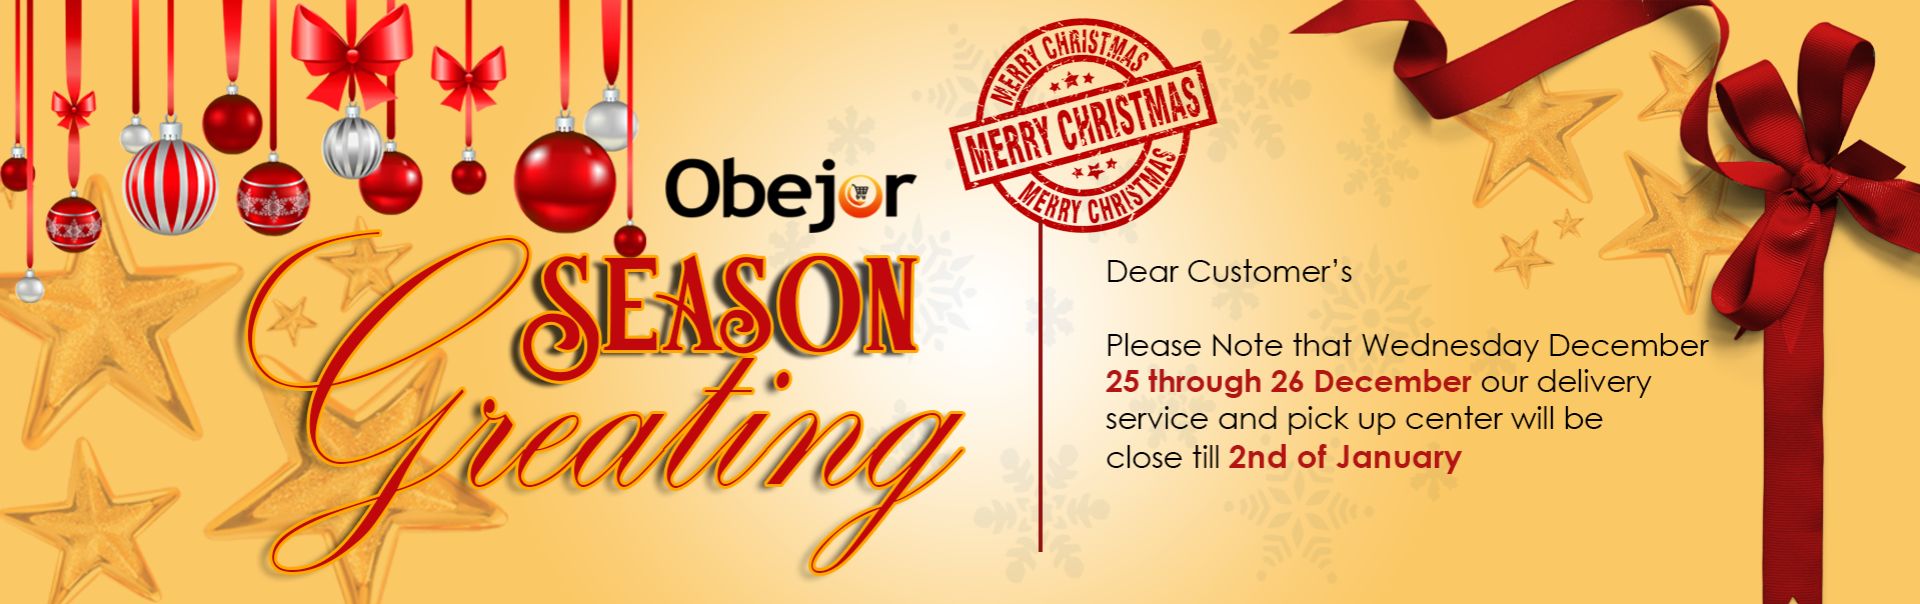 Obejor
SEASON
Greating
MERRY CHRISTMAS
MERRY CHRISTMAS
MERRY CHRISTMAS
Dear Customer’s
Please Note that Wednesday December
25 through 26 December our delivery
service and pick up center will be
close till 2nd of January